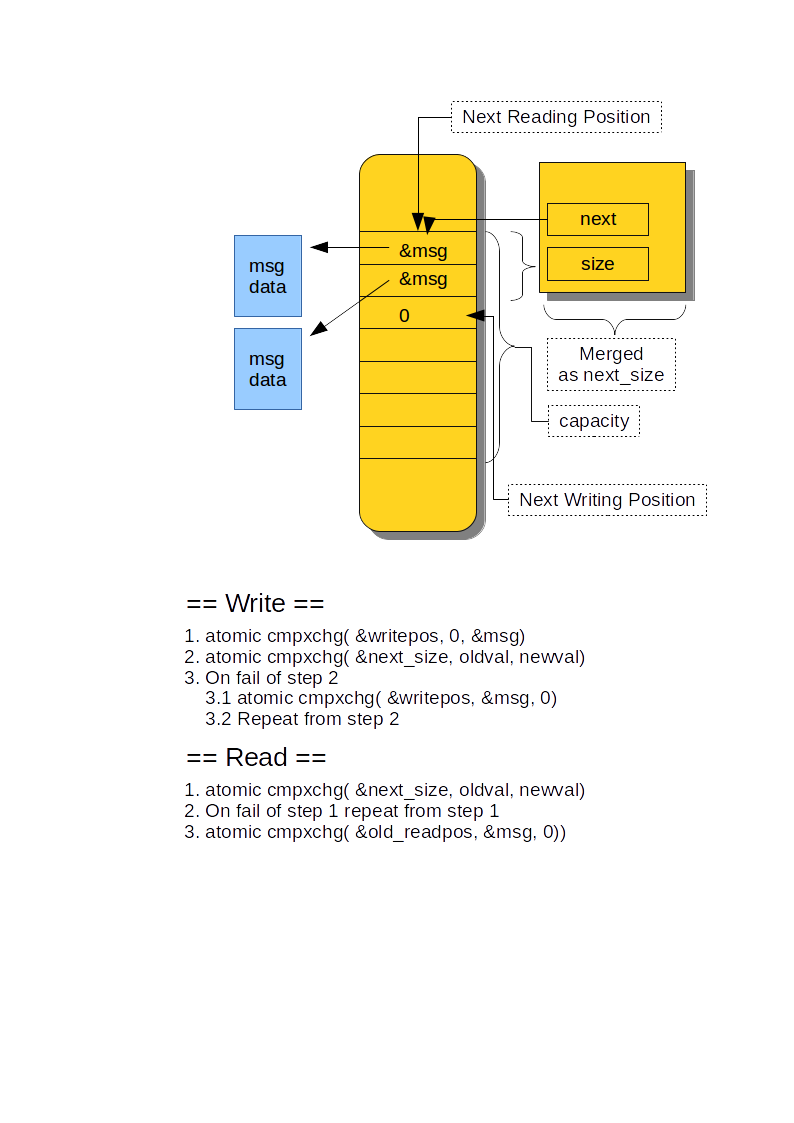 Next Reading Position
next
&msg
msg
data
&msg
size
0
msg
data
Merged
as next_size
capacity
Next Writing Position
== Write ==
1. atomic cmpxchg( &writepos, 0, &msg)
2. atomic cmpxchg( &next_size, oldval, newval)
3. On fail of step 2
3.1 atomic cmpxchg( &writepos, &msg, 0)
3.2 Repeat from step 2
== Read ==
1. atomic cmpxchg( &next_size, oldval, newval)
2. On fail of step 1 repeat from step 1
3. atomic cmpxchg( &old_readpos, &msg, 0))